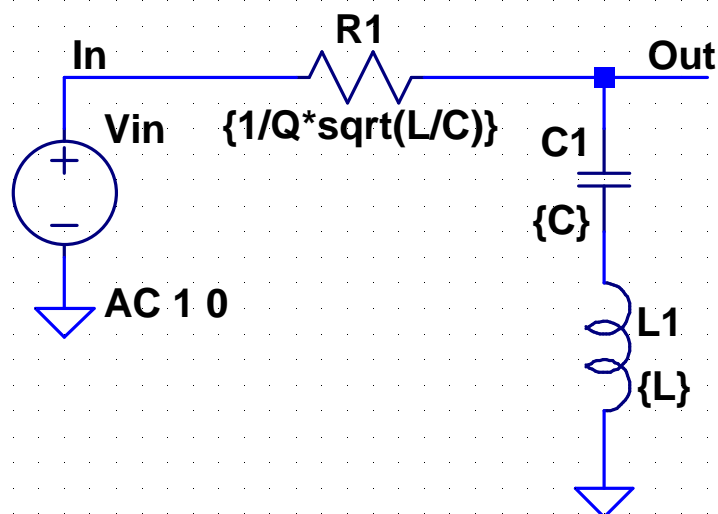 R1
In
Out
Vin
{1/Q*sqrt(L/C)}
C1
{C}
AC 1 0
L1
{L}